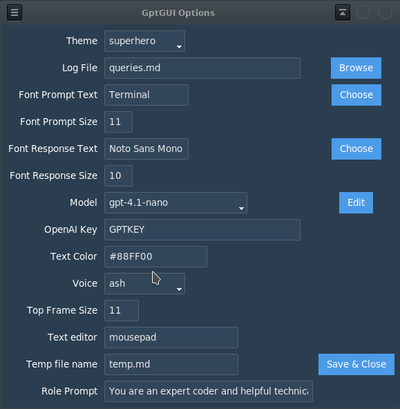 GptGUI Options
Theme superhero
Log File queries.md Browse
Font Prompt Text Terminal Choose
Font Prompt Size 11
Font Response Text Noto Sans Mono Choose
Font Response Size 10
Model gpt-4.1-nano Edit
OpenAI Key GPTKEY
Text Color #88FF00
Voice ash
Top Frame Size 11
Text editor mousepad
Temp file name temp.md Save & Close
Role Prompt You are an expert coder and helpful technica